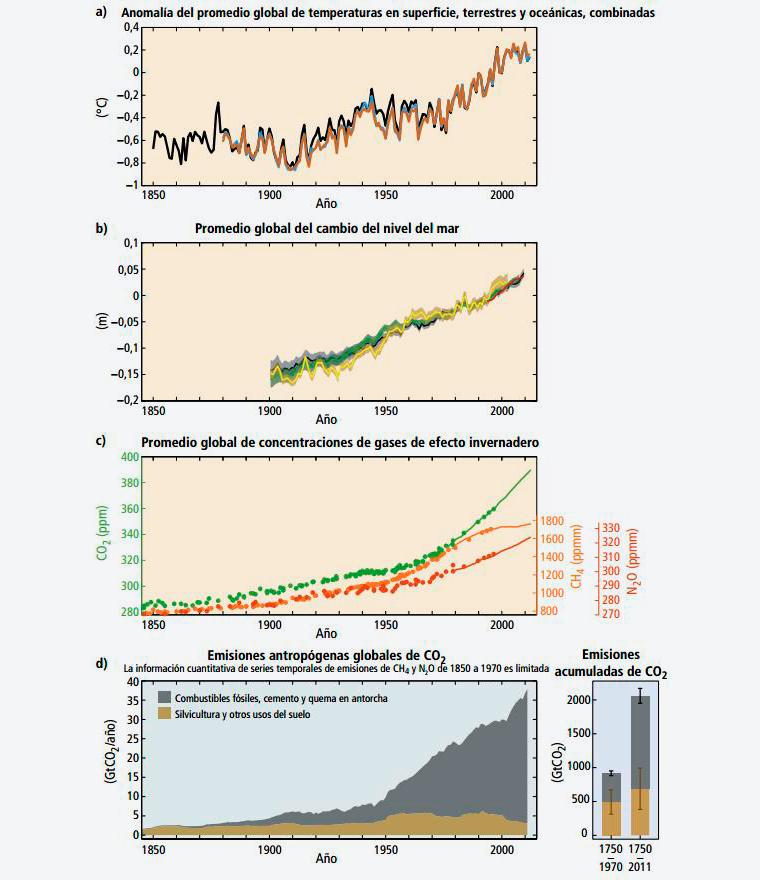 a) Anomalía del promedio global de temperaturas en superficie, terrestres y oceánicas, combinadas
0,4
0,2
0
−0,2
−0,4
−0,6
−0,8
−1
(°C)
1850 1900 1950 2000
Año
b) Promedio global del cambio del nivel del mar
0,1
0,05
0
−0,05
−0,1
−0,15
−0,2
(m)
1850 1900 1950 2000
Año
c) Promedio global de concentraciones de gases de efecto invernadero
400
380
360
340
320
300
280
CO2 (ppm)
1800
1600
1400
1200
1000
800
CH4 (ppmm)
330
320
310
300
290
280
270
N2O (ppmm)
1850 1900 1950 2000
Año
d) Emisiones antropógenas globales de CO2
La información cuantitativa de series temporales de emisiones de CH4 y N2O de 1850 a 1970 es limitada
40
35
30
25
20
15
10
5
0
(GtCO2/año)
Combustibles fósiles, cemento y quema en antorcha
Silvicultura y otros usos del suelo
1850 1900 1950 2000
Año
Emisiones
acumuladas de CO2
2000
1500
1000
500
0
(GtCO2)
1750 1750
– –
1970 2011